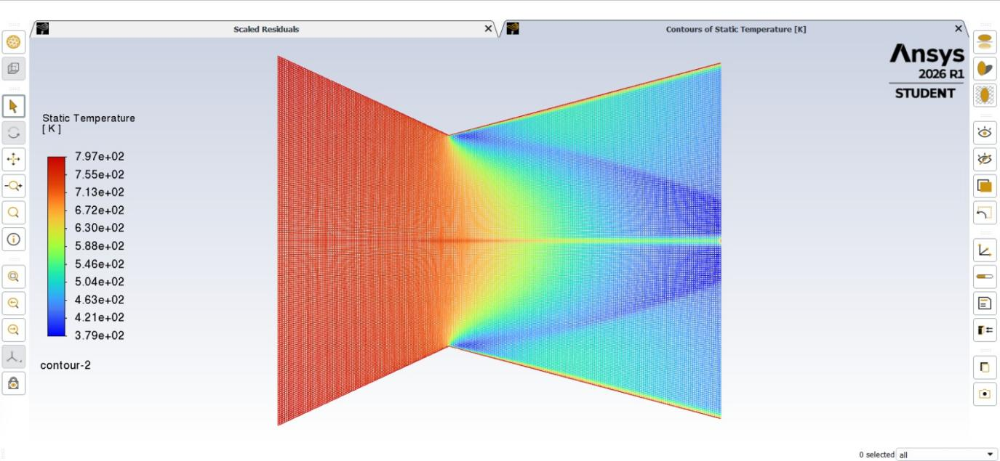 Scaled Residuals
Contours of Static Temperature [K]
Ansys
2026 R1
STUDENT
Static Temperature
[ K ]
7.97e+02
7.55e+02
7.13e+02
6.72e+02
6.30e+02
5.88e+02
5.46e+02
5.04e+02
4.63e+02
4.21e+02
3.79e+02
contour-2
0 selected all